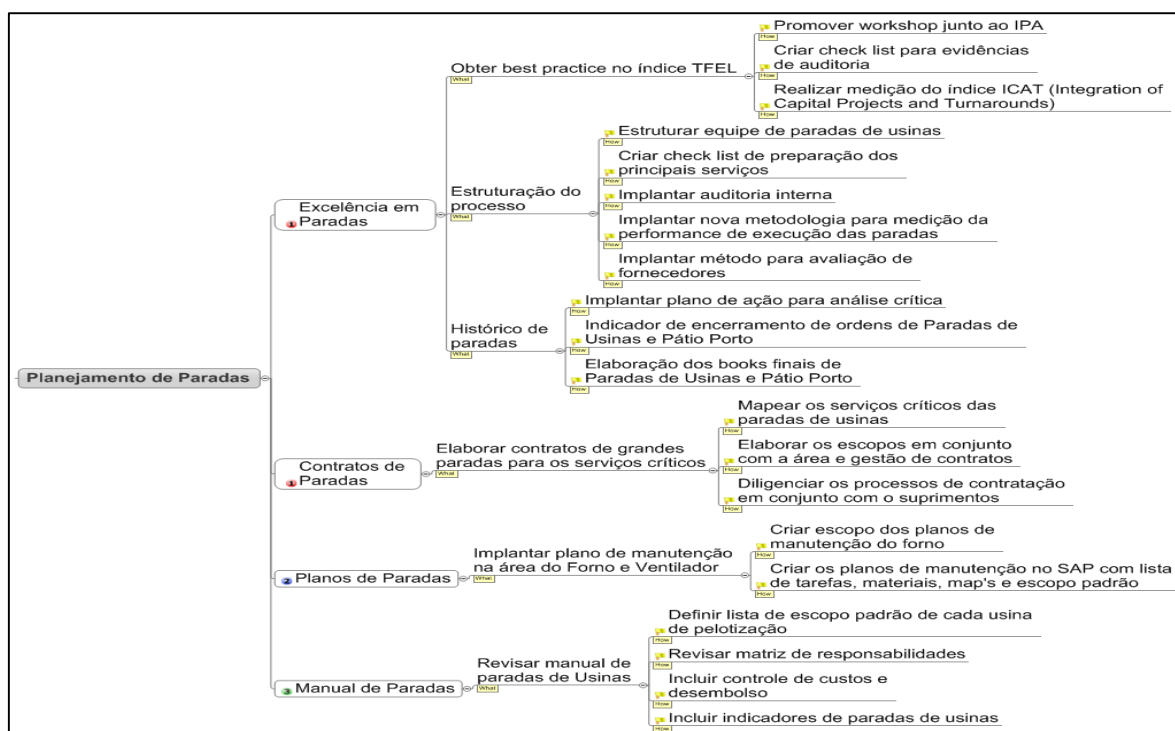 Planejamento de Paradas
1
Excelência em
Paradas
Obter best practice no índice TFEL
What
Promover workshop junto ao IPA
How
Criar check list para evidências
de auditoria
How
Realizar medição do índice ICAT (Integration of
Capital Projects and Turnarounds)
How
Estruturação do
processo
What
Estruturar equipe de paradas de usinas
How
Criar check list de preparação dos
principais serviços
How
Implantar auditoria interna
How
Implantar nova metodologia para medição da
performance de execução das paradas
How
Implantar método para avaliação de
fornecedores
How
Histórico de
paradas
What
Implantar plano de ação para análise crítica
How
Indicador de encerramento de ordens de Paradas de
Usinas e Pátio Porto
How
Elaboração dos books finais de
Paradas de Usinas e Pátio Porto
How
1
Contratos de
Paradas
Elaborar contratos de grandes
paradas para os serviços críticos
What
Mapear os serviços críticos das
paradas de usinas
How
Elaborar os escopos em conjunto
com a área e gestão de contratos
How
Diligenciar os processos de contratação
em conjunto com o suprimentos
How
2 Planos de Paradas
Implantar plano de manutenção
na área do Forno e Ventilador
What
Criar escopo dos planos de
manutenção do forno
How
Criar os planos de manutenção no SAP com lista
de tarefas, materiais, map's e escopo padrão
How
3 Manual de Paradas
Revisar manual de
paradas de Usinas
What
Definir lista de escopo padrão de cada usina
de pelotização
How
Revisar matriz de responsabilidades
How
Incluir controle de custos e
desembolso
How
Incluir indicadores de paradas de usinas
How